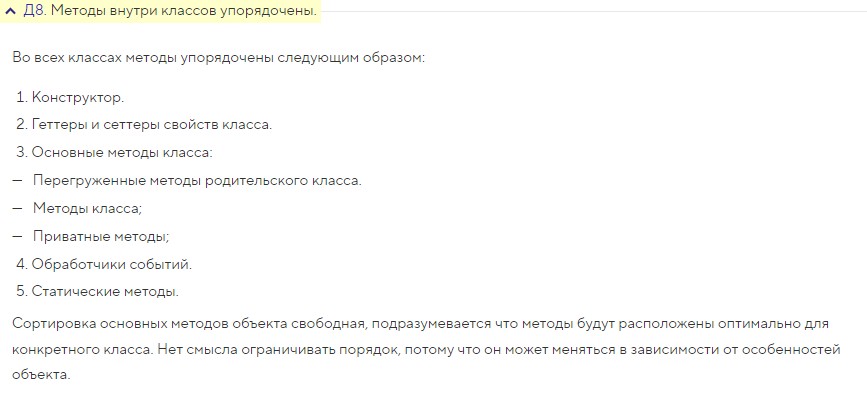 Д8. Методы внутри классов упорядочены.
Во всех классах методы упорядочены следующим образом:
1. Конструктор.
2. Геттеры и сеттеры свойств класса.
3. Основные методы класса:
— Перегруженные методы родительского класса.
— Методы класса;
— Приватные методы;
4. Обработчики событий.
5. Статические методы.
Сортировка основных методов объекта свободная, подразумевается что методы будут расположены оптимально для
конкретного класса. Нет смысла ограничивать порядок, потому что он может меняться в зависимости от особенностей
объекта.